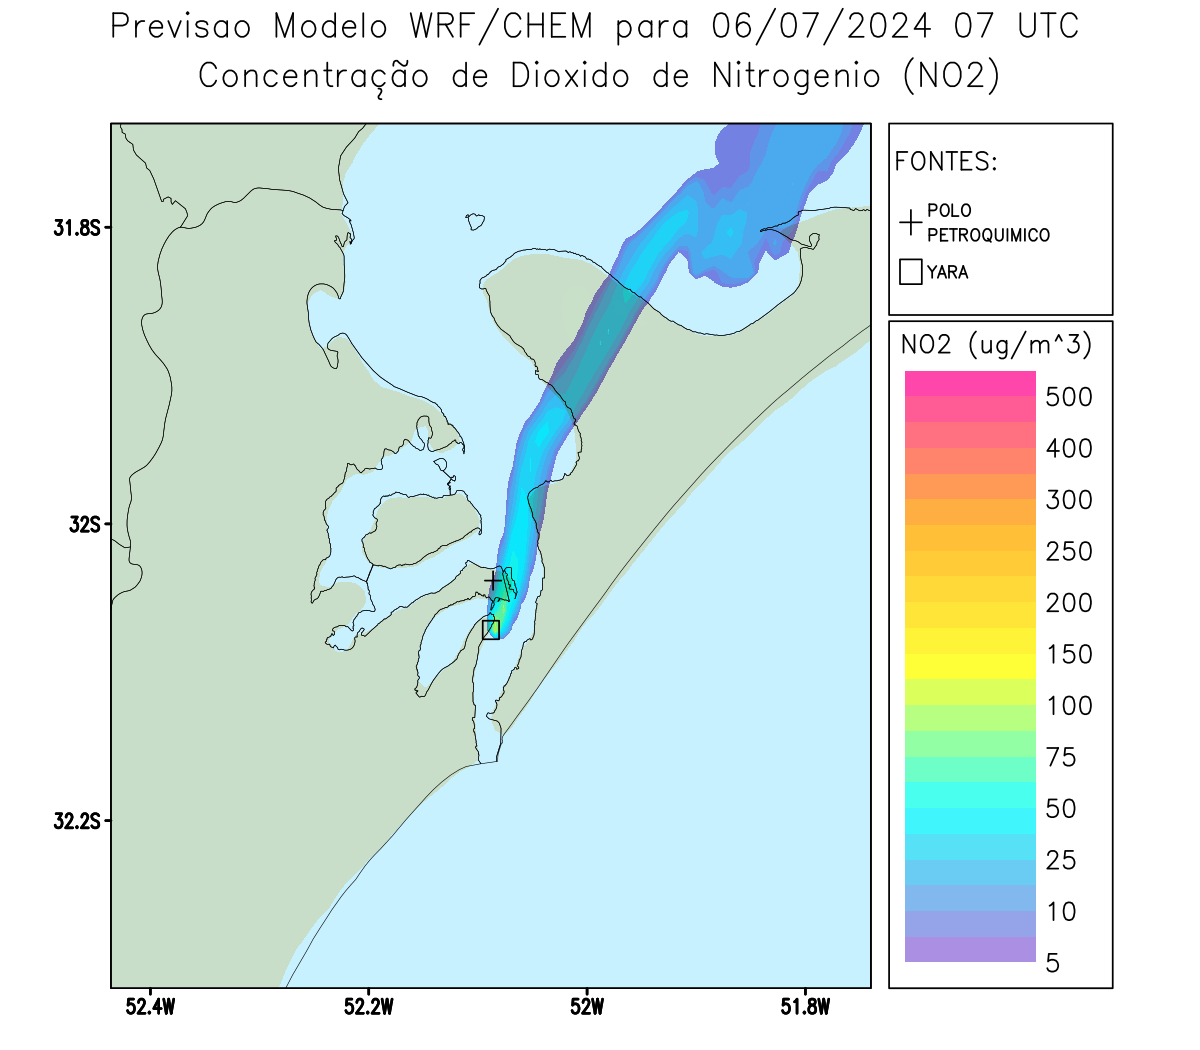 Previsao Modelo WRF/CHEM para 06/07/2024 07 UTC
Concentração de Dioxido de Nitrogenio (NO2)
FONTES:
POLO
PETROQUIMICO
YARA
NO2 (ug/m^3)
500
400
300
250
200
150
100
75
50
25
10
5
31.8S
32S
32.2S
52.4W
52.2W
52W
51.8W